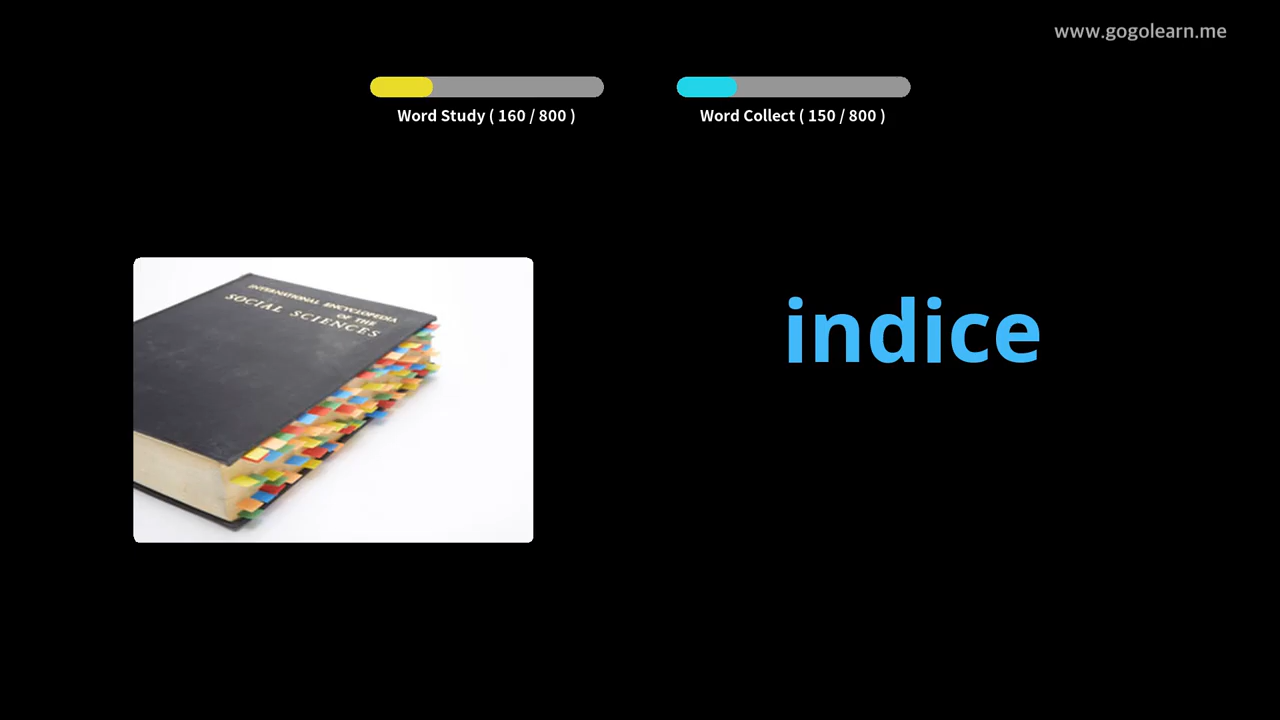 www.gogolearn.me
Word Study ( 160 / 800 )
Word Collect ( 150 / 800 )
INTERNATIONAL ENCYCLOPEDIA
OF THE
SOCIAL SCIENCES
indice